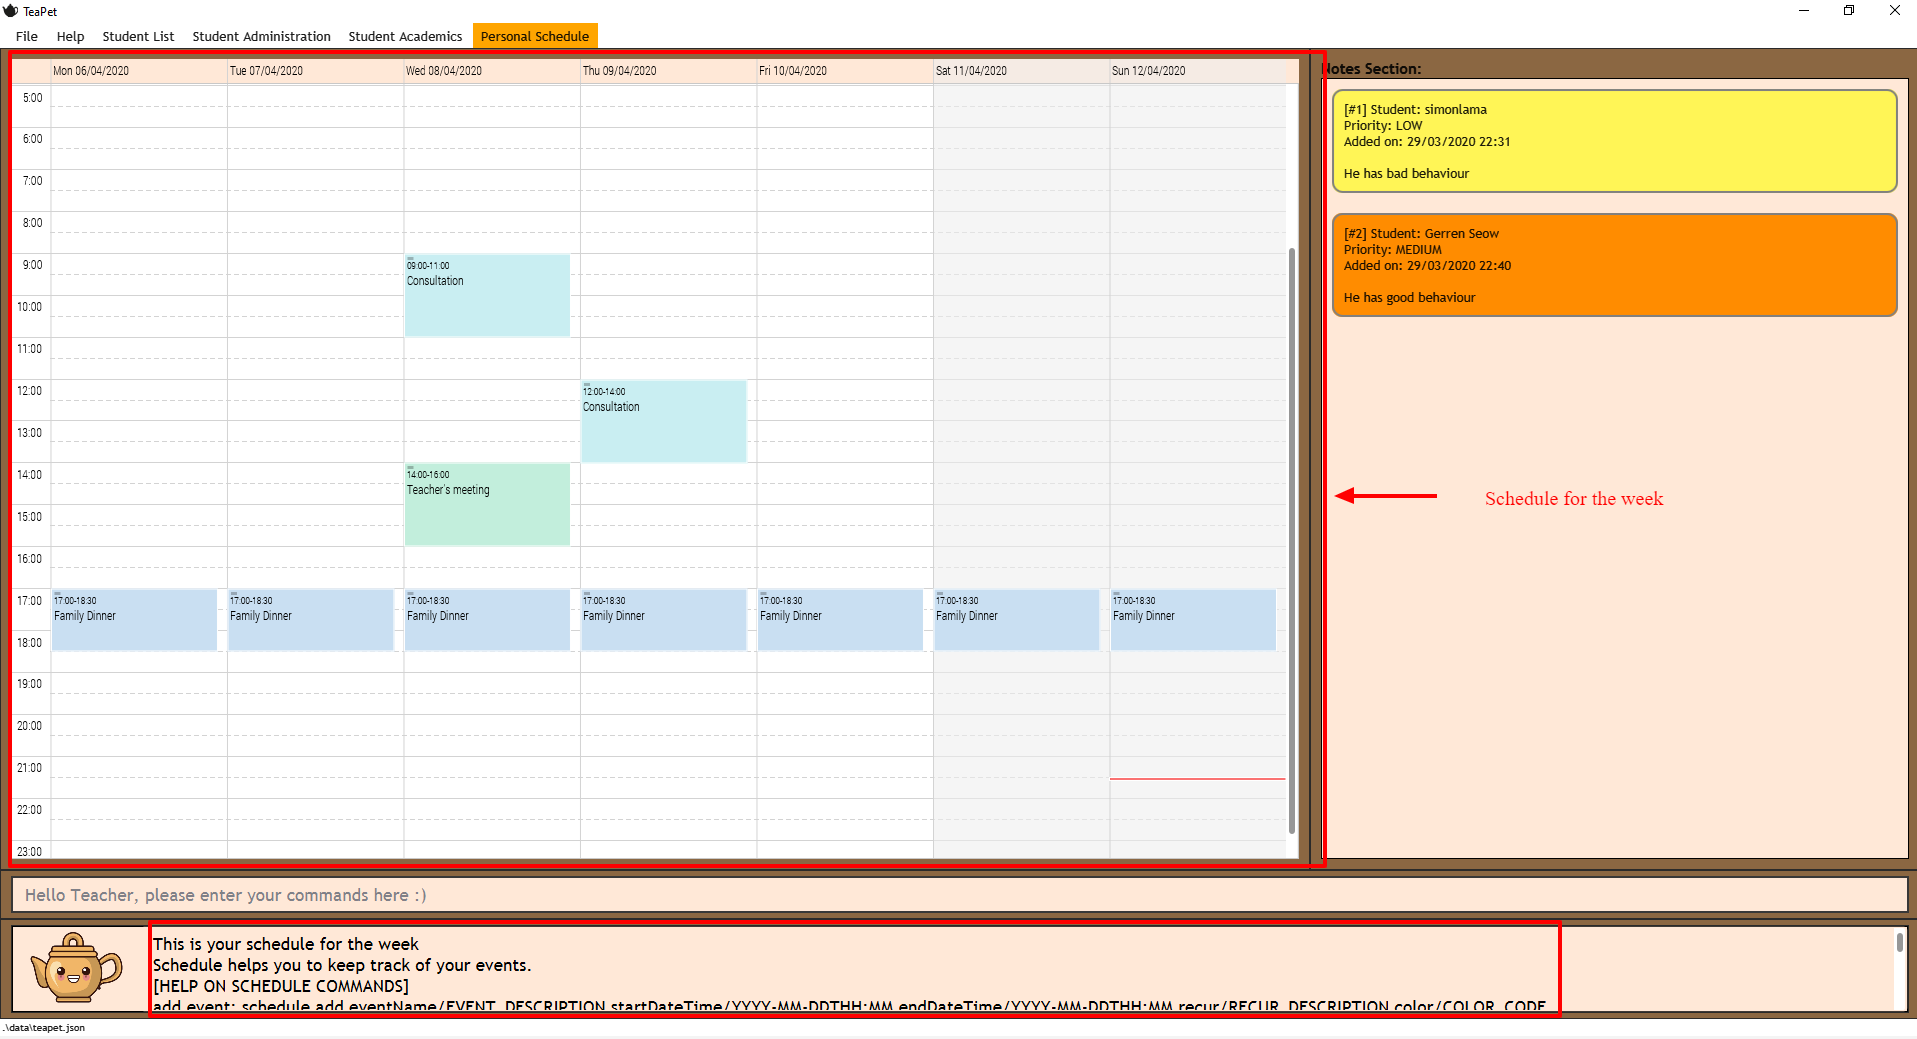 TeaPet
File Help Student List Student Administration Student Academics Personal Schedule
Mon 06/04/2020 Tue 07/04/2020 Wed 08/04/2020 Thu 09/04/2020 Fri 10/04/2020 Sat 11/04/2020 Sun 12/04/2020
5:00
6:00
7:00
8:00
9:00
10:00
11:00
12:00
13:00
14:00
15:00
16:00
17:00
18:00
19:00
20:00
21:00
22:00
23:00
09:00-11:00
Consultation
12:00-14:00
Consultation
14:00-16:00
Teacher's meeting
17:00-18:30
Family Dinner
17:00-18:30
Family Dinner
17:00-18:30
Family Dinner
17:00-18:30
Family Dinner
17:00-18:30
Family Dinner
17:00-18:30
Family Dinner
17:00-18:30
Family Dinner
Notes Section:
[#1] Student: simonlama
Priority: LOW
Added on: 29/03/2020 22:31
He has bad behaviour
[#2] Student: Gerren Seow
Priority: MEDIUM
Added on: 29/03/2020 22:40
He has good behaviour
Schedule for the week
Hello Teacher, please enter your commands here :)
This is your schedule for the week
Schedule helps you to keep track of your events.
[HELP ON SCHEDULE COMMANDS]
add event: schedule add eventName/EVENT_DESCRIPTION startDateTime/YYYY-MM-DDTHH:MM endDateTime/YYYY-MM-DDTHH:MM recur/RECUR_DESCRIPTION color/COLOR_CODE
.\data\teapet.json